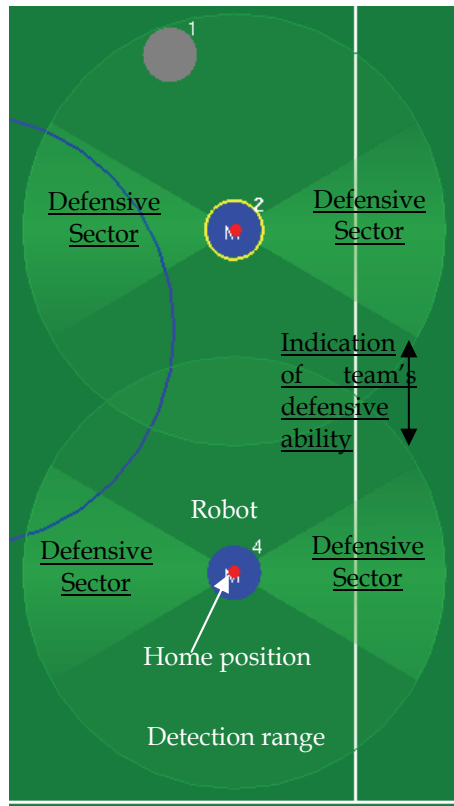 1
2
Defensive
Sector
Defensive
Sector
M
Indication
of team's
defensive
ability
Robot
4
Defensive
Sector
Defensive
Sector
M
Home position
Detection range